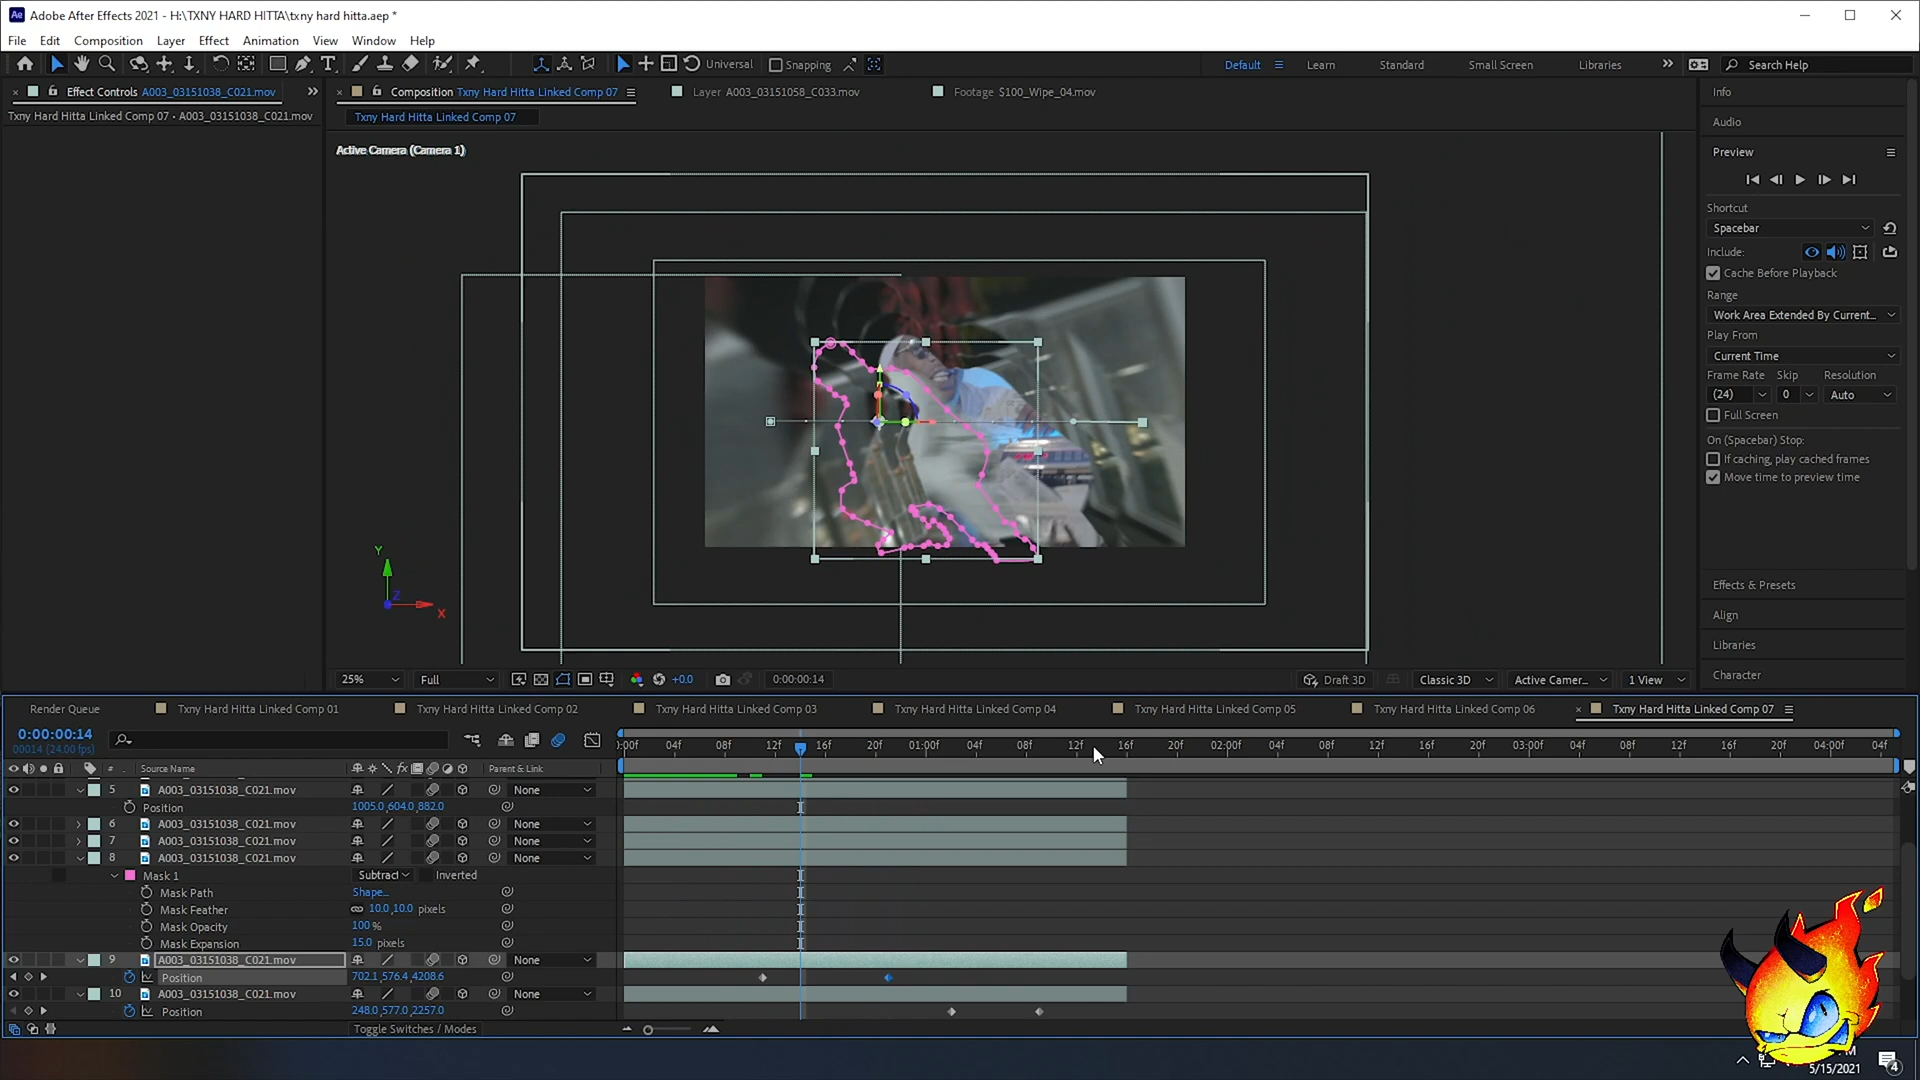 Ae Adobe After Effects 2021 - H:\TXNY HARD HITTA\txny hard hitta.aep *
File Edit Composition Layer Effect Animation View Window Help
Universal Snapping Default Learn Standard Small Screen Libraries Search Help
Effect Controls A003_03151038_C021.mov Composition Txny Hard Hitta Linked Comp 07 Layer A003_03151058_C033.mov Footage S100_Wipe_04.mov
Txny Hard Hitta Linked Comp 07 • A003_03151038_C021.mov
Txny Hard Hitta Linked Comp 07
Active Camera (Camera 1)
Y
Z
X
Info
Audio
Preview
Shortcut
Spacebar
Include:
Cache Before Playback
Range
Work Area Extended By Current...
Play From
Current Time
Frame Rate Skip Resolution
(24) 0 Auto
Full Screen
On (Spacebar) Stop:
If caching, play cached frames
Move time to preview time
Effects & Presets
Align
Libraries
Character
25% Full +0.0 0:00:00:14 Draft 3D Classic 3D Active Camer... 1 View
Render Queue Txny Hard Hitta Linked Comp 01 Txny Hard Hitta Linked Comp 02 Txny Hard Hitta Linked Comp 03 Txny Hard Hitta Linked Comp 04 Txny Hard Hitta Linked Comp 05 Txny Hard Hitta Linked Comp 06 Txny Hard Hitta Linked Comp 07
0:00:00:14
00014 (24.00 fps)
:00f 04f 08f 12f 16f 20f 01:00f 04f 08f 12f 16f 20f 02:00f 04f 08f 12f 16f 20f 03:00f 04f 08f 12f 16f 20f 04:00f 04f
# Source Name fx Parent & Link
5 A003_03151038_C021.mov None
Position 1005.0,604.0,882.0
6 A003_03151038_C021.mov None
7 A003_03151038_C021.mov None
8 A003_03151038_C021.mov None
Mask 1 Subtract Inverted
Mask Path Shape...
Mask Feather 10.0,10.0 pixels
Mask Opacity 100 %
Mask Expansion 15.0 pixels
9 A003_03151038_C021.mov None
Position 702.1,576.4,4208.6
10 A003_03151038_C021.mov None
Position 248.0,577.0,2257.0
Toggle Switches / Modes
5/15/2021
4